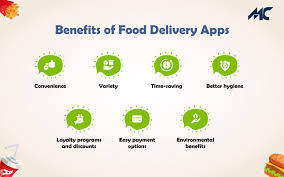 MC
Benefits of Food Delivery Apps
Convenience
Variety
Time-saving
Better hygiene
Loyalty programs
and discounts
Easy payment
options
Environmental
benefits